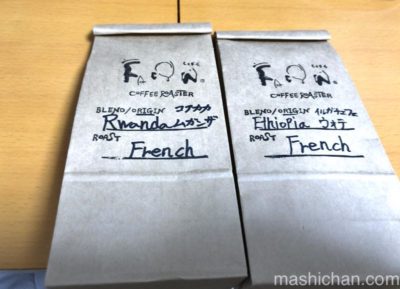 COFFEE ROASTER
BLEND/ORIGIN コアカカ
Rwanda ムガンザ
ROAST
French
COFFEE ROASTER
BLEND/ORIGIN イルガチェフェ
Ethiopia ウォテ
ROAST
French
mashichan.com